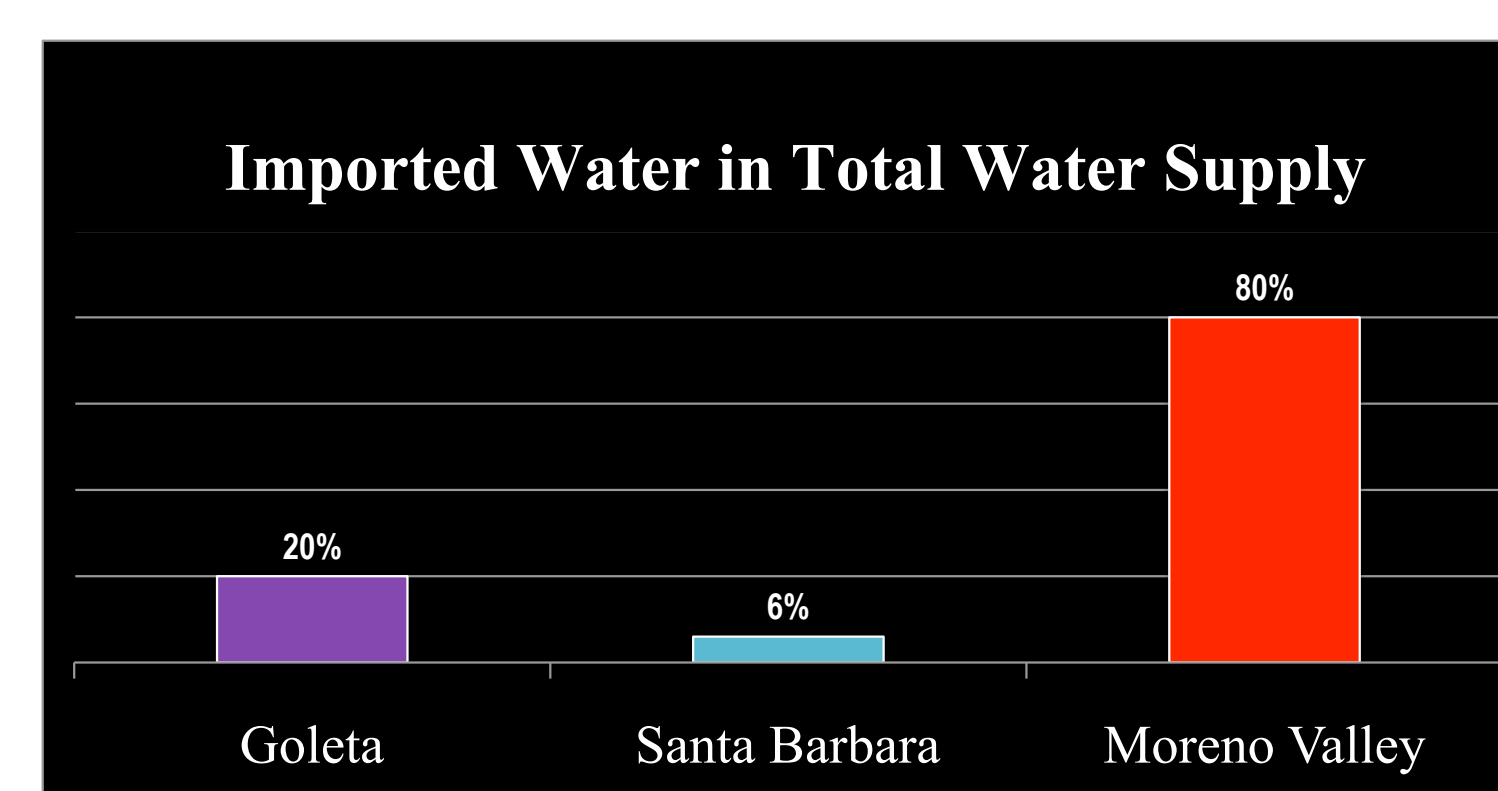 Imported Water in Total Water Supply
80%
20%
6%
Goleta Santa Barbara Moreno Valley